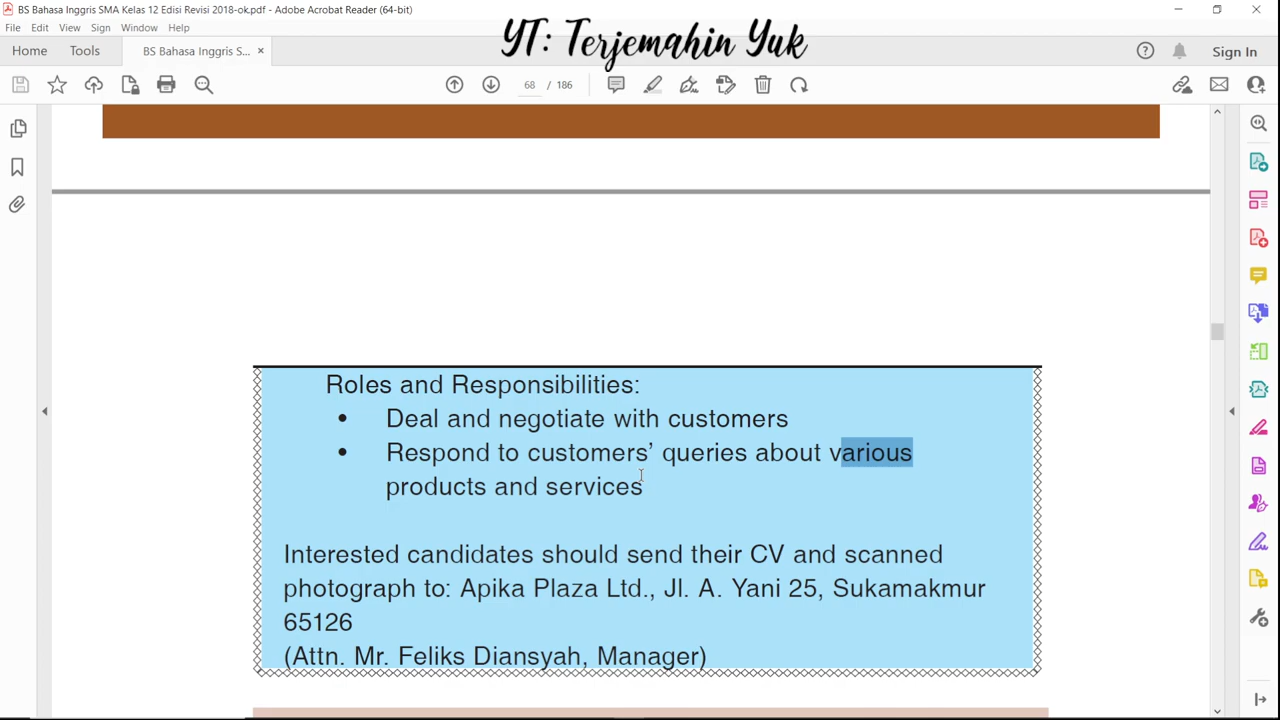 BS Bahasa Inggris SMA Kelas 12 Edisi Revisi 2018-ok.pdf - Adobe Acrobat Reader (64-bit)
File Edit View Sign Window Help
YT: Terjemahin Yuk
Home Tools BS Bahasa Inggris S... × Sign In
68 / 186
Roles and Responsibilities:
• Deal and negotiate with customers
• Respond to customers’ queries about various
products and services
Interested candidates should send their CV and scanned
photograph to: Apika Plaza Ltd., Jl. A. Yani 25, Sukamakmur
65126
(Attn. Mr. Feliks Diansyah, Manager)